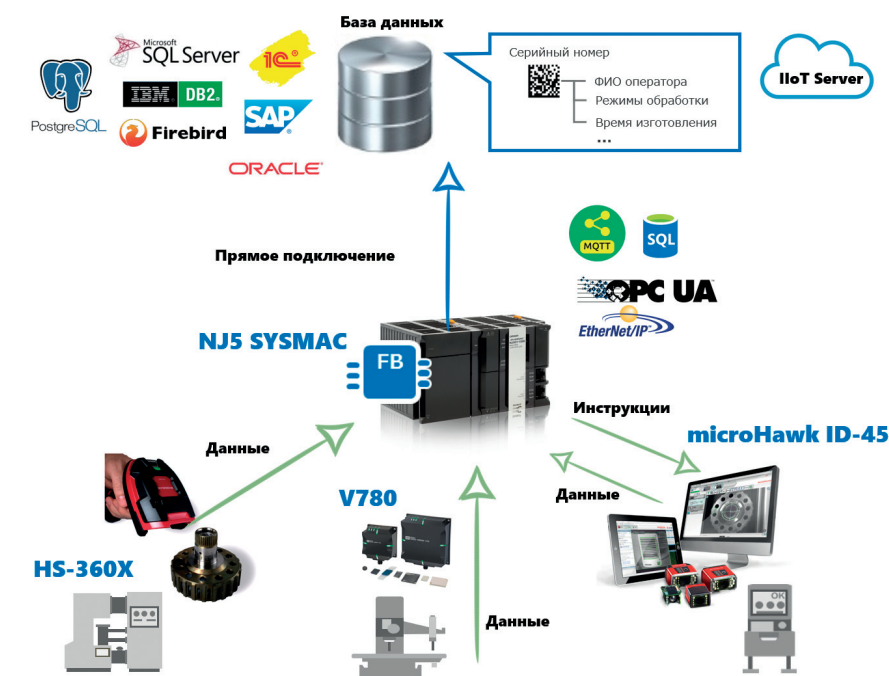 База данных
Microsoft
SQL Server
1С
PostgreSQL
IBM DB2
Firebird
SAP
ORACLE
Серийный номер
ФИО оператора
Режимы обработки
Время изготовления
...
IIoT Server
Прямое подключение
MQTT
SQL
OPC UA
EtherNet/IP
NJ5 SYSMAC
FB
Инструкции
microHawk ID-45
Данные
V780
Данные
HS-360X
Данные
OK